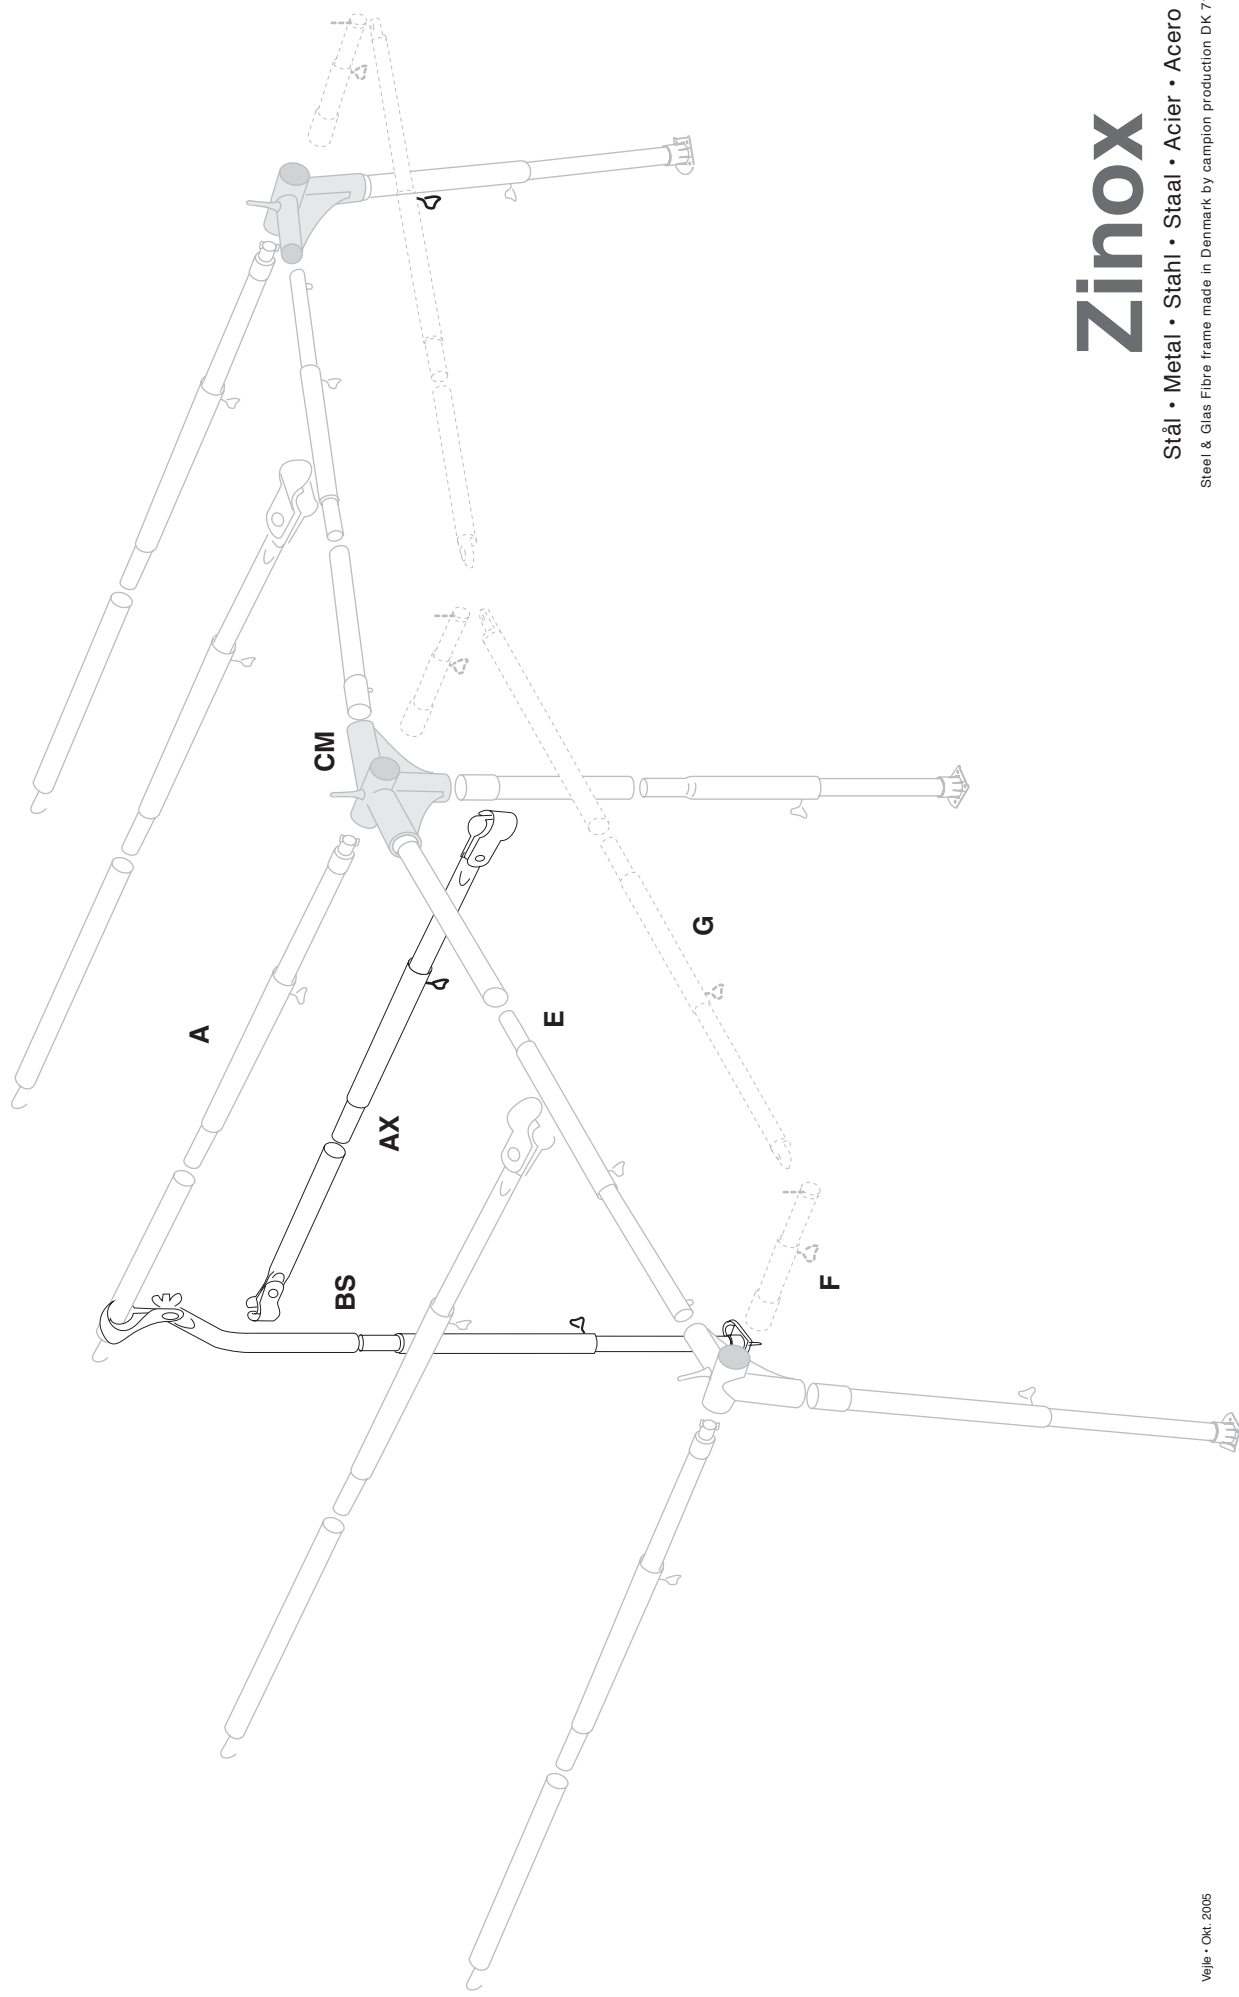 CM
A
AX
E
G
BS
F
Zinox
Stål • Metal • Stahl • Staal • Acier • Acero
Steel & Glas Fibre frame made in Denmark by campion production DK
Vejle • Okt. 2005